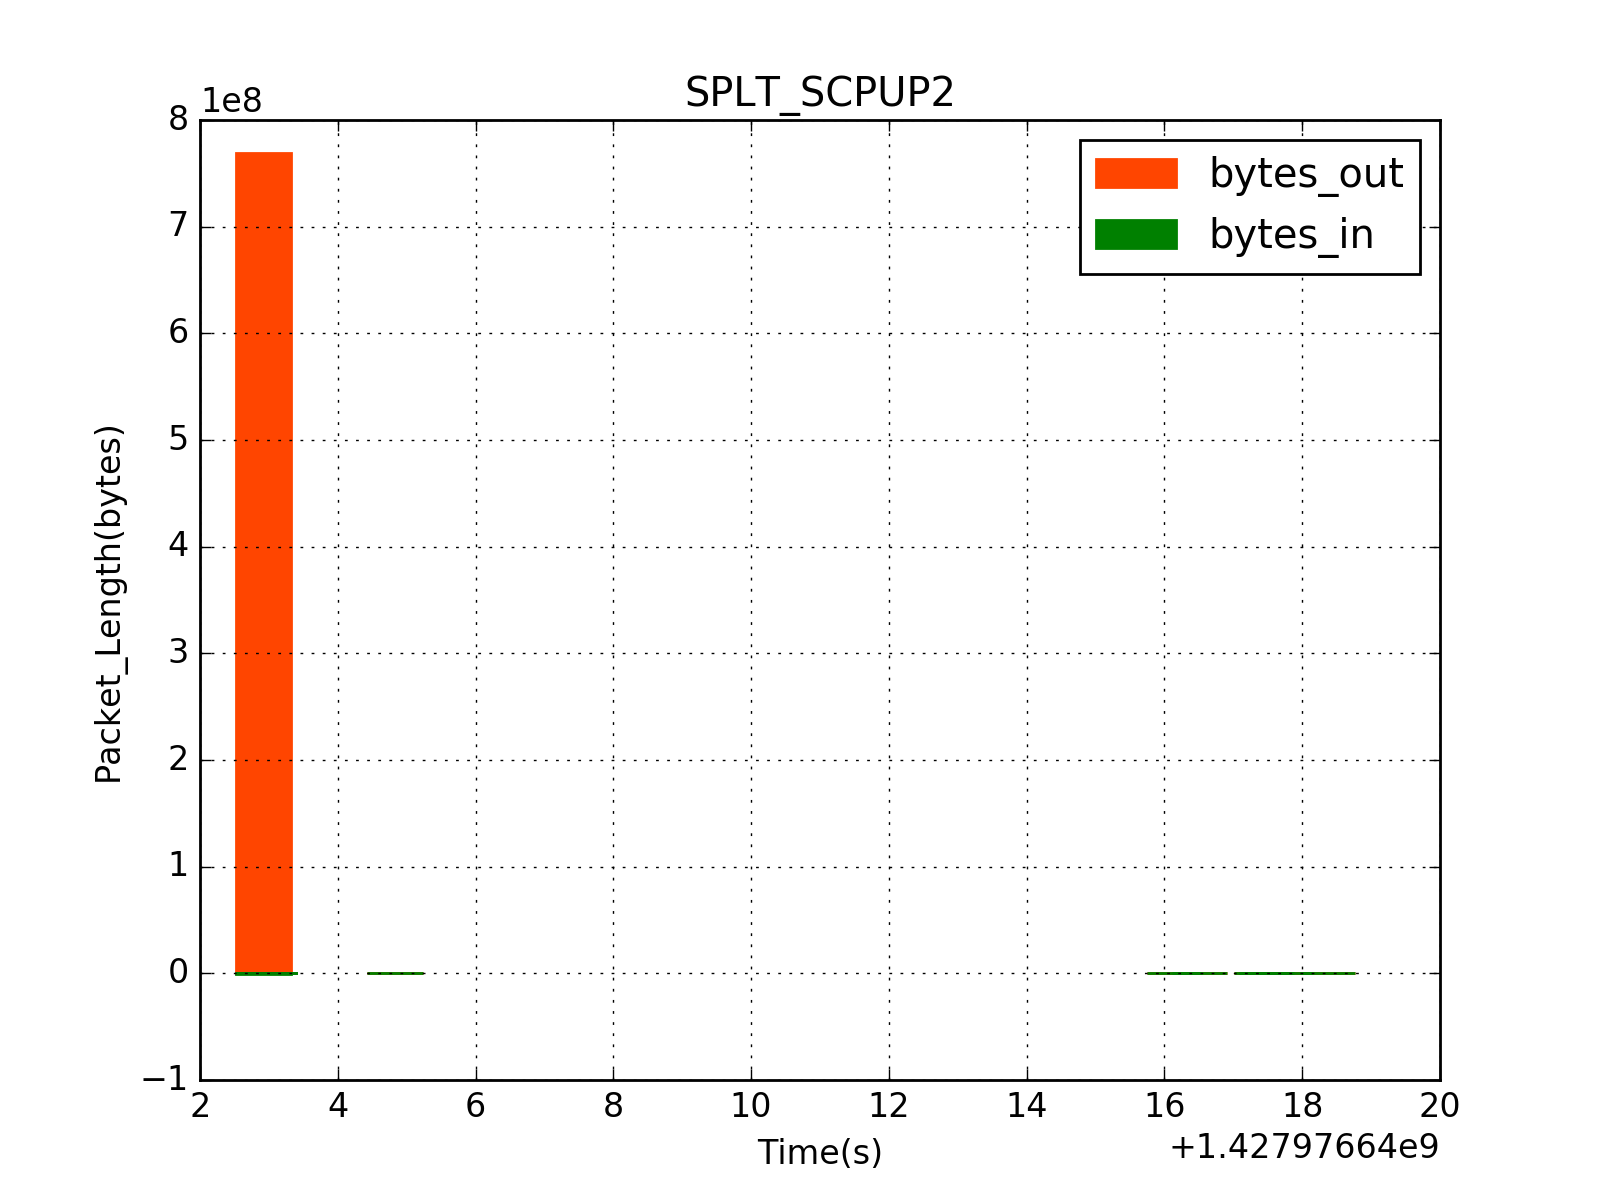 SPLT_SCPUP2
1e8
8
7
6
5
4
3
2
1
0
−1
bytes_out
bytes_in
Packet_Length(bytes)
2 4 6 8 10 12 14 16 18 20
Time(s)
+1.42797664e9